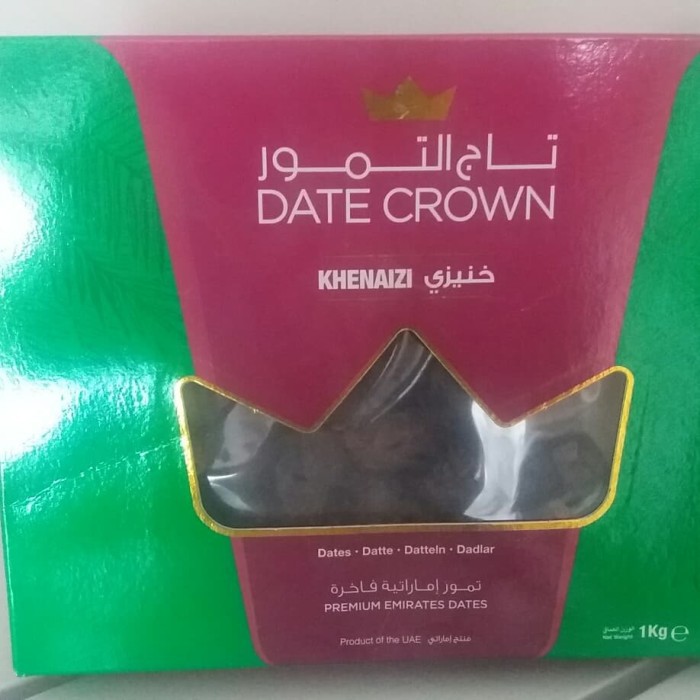 تاج التمور
DATE CROWN
KHENAIZI خنيزي
Dates · Datte · Datteln · Dadlar
تمور إماراتية فاخرة
PREMIUM EMIRATES DATES
Product of the UAE منتج إماراتي
الوزن الصافي
Net Weight 1Kg ℮